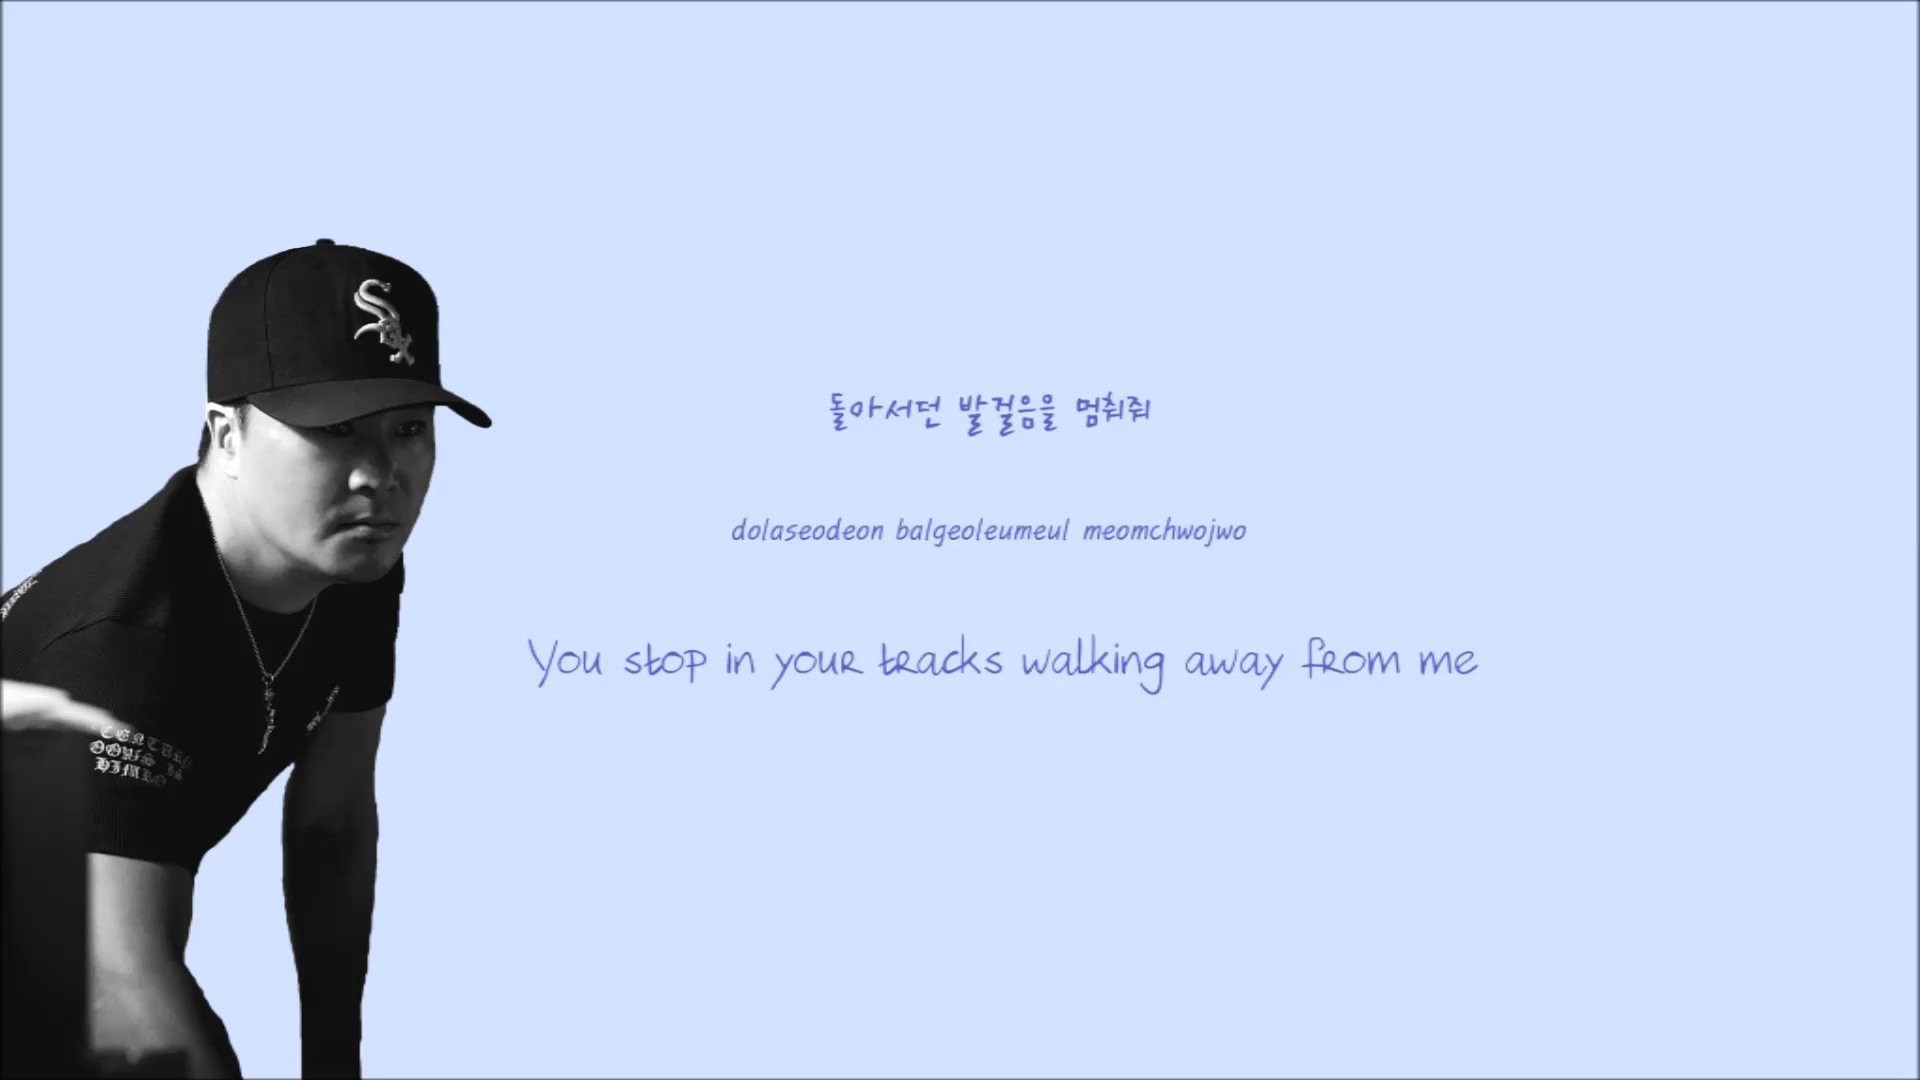 돌아서던 발걸음을 멈춰줘
dolaseodeon balgeoleumeul meomchwojwo
You stop in your tracks walking away from me
Sox